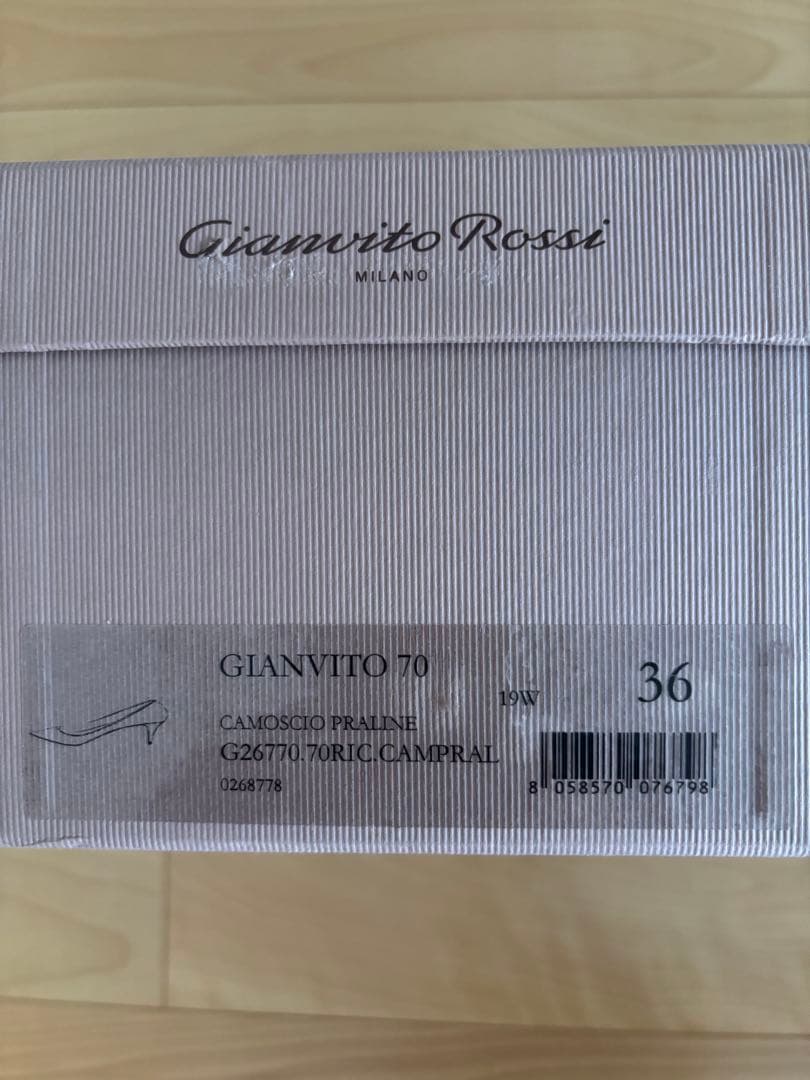 Gianvito Rossi
MILANO
GIANVITO 70
19W
36
CAMOSCIO PRALINE
G26770.70RIC.CAMPRAL
0268778
8 058570 076798